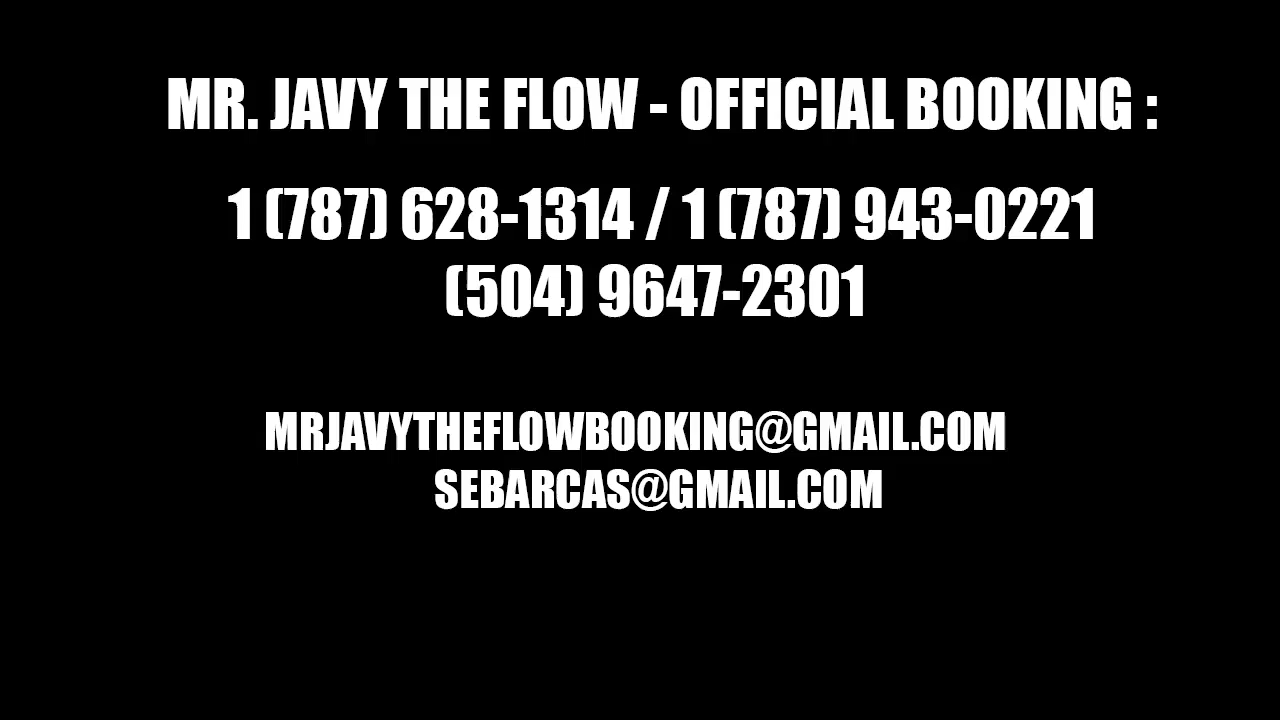 MR. JAVY THE FLOW - OFFICIAL BOOKING :
1 (787) 628-1314 / 1 (787) 943-0221
(504) 9647-2301
MRJAVYTHEFLOWBOOKING@GMAIL.COM
SEBARCAS@GMAIL.COM